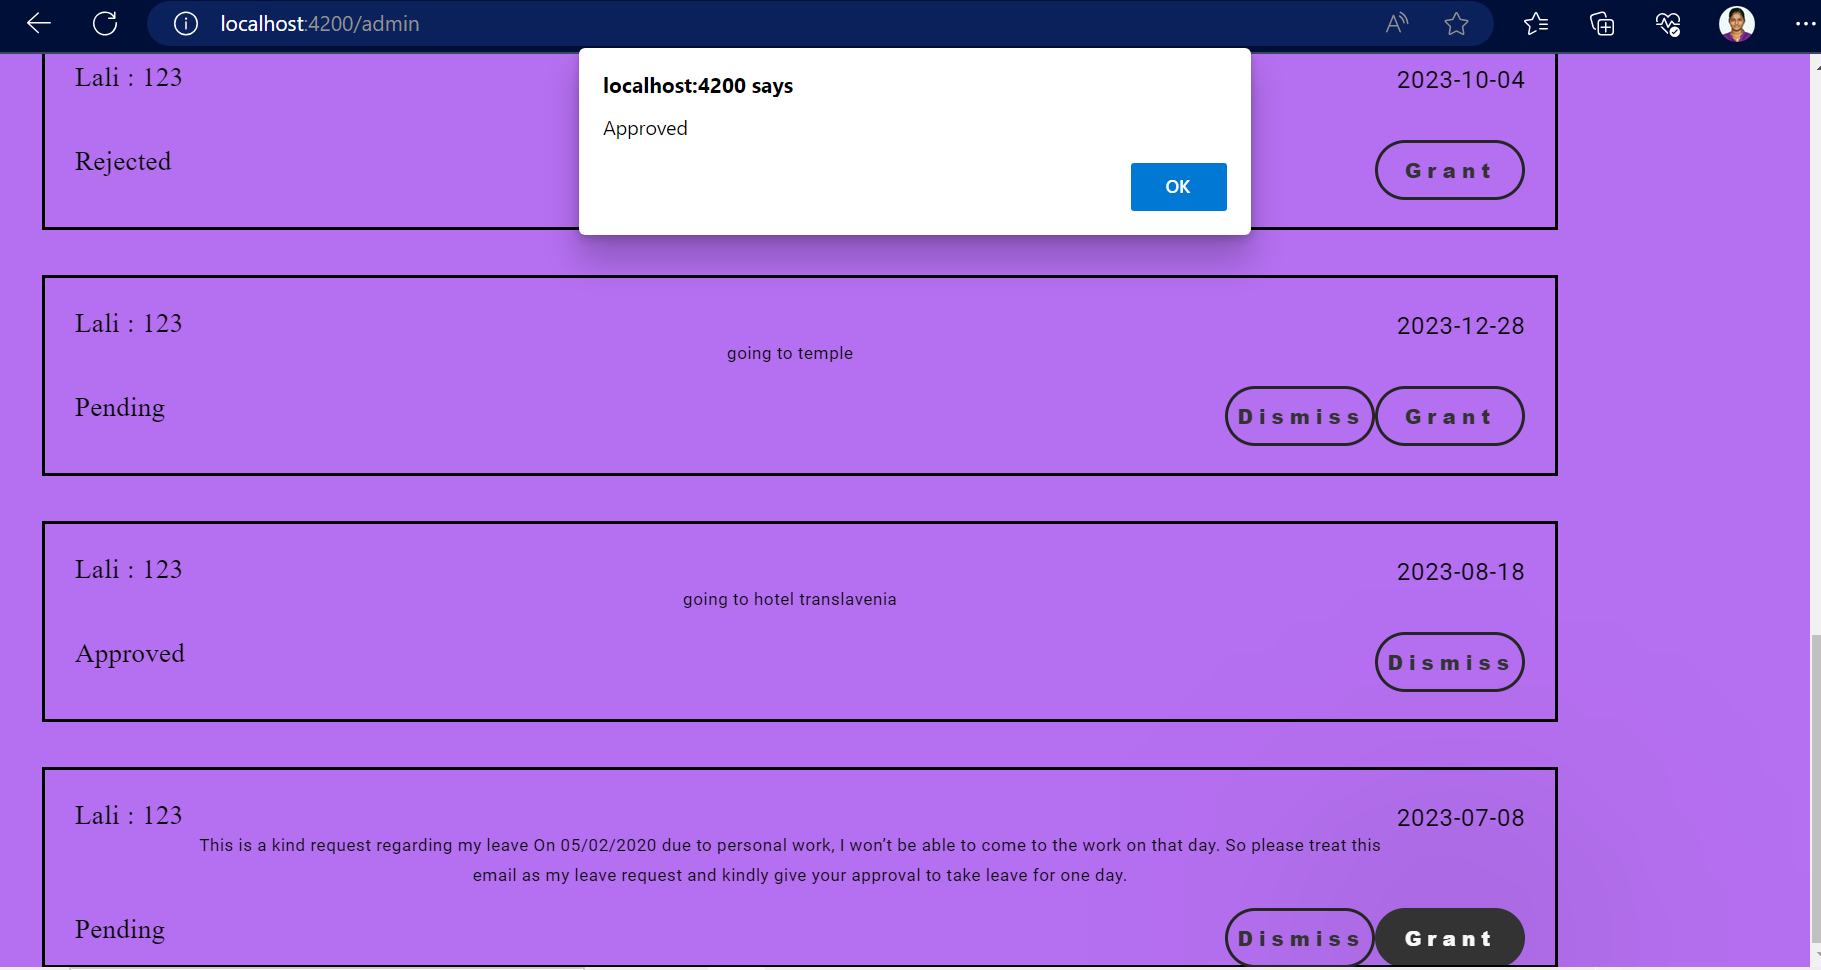 localhost:4200/admin
localhost:4200 says
Approved
OK
Lali : 123
2023-10-04
Rejected
Grant
Lali : 123
2023-12-28
going to temple
Pending
Dismiss Grant
Lali : 123
2023-08-18
going to hotel translavenia
Approved
Dismiss
Lali : 123
2023-07-08
This is a kind request regarding my leave On 05/02/2020 due to personal work, I won’t be able to come to the work on that day. So please treat this
email as my leave request and kindly give your approval to take leave for one day.
Pending
Dismiss Grant